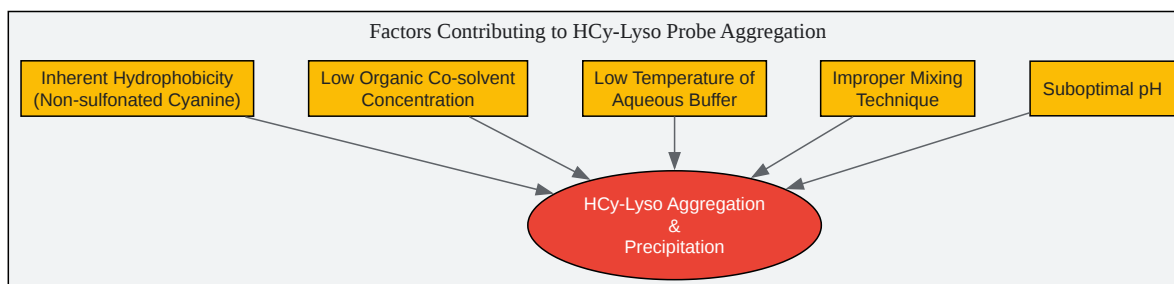 Factors Contributing to HCy-Lyso Probe Aggregation
Inherent Hydrophobicity
(Non-sulfonated Cyanine)
Low Organic Co-solvent
Concentration
Low Temperature of
Aqueous Buffer
Improper Mixing
Technique
Suboptimal pH
HCy-Lyso Aggregation
&
Precipitation